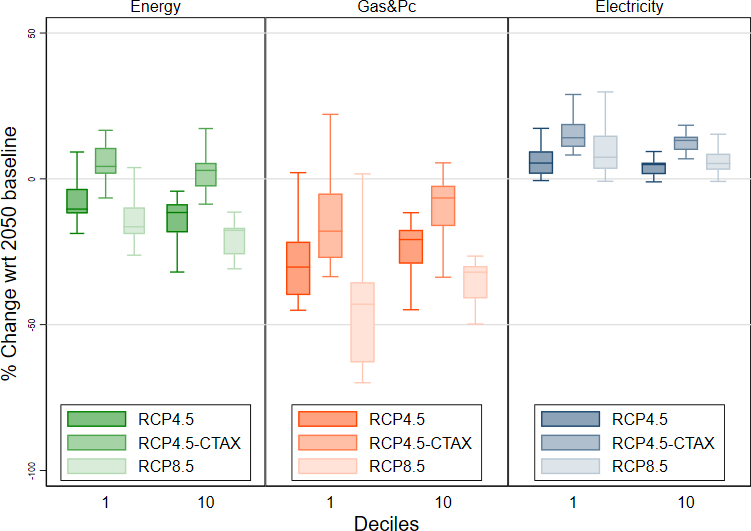 Energy
Gas&Pc
Electricity
% Change wrt 2050 baseline
50
0
-50
-100
RCP4.5
RCP4.5-CTAX
RCP8.5
RCP4.5
RCP4.5-CTAX
RCP8.5
RCP4.5
RCP4.5-CTAX
RCP8.5
1
10
1
10
1
10
Deciles